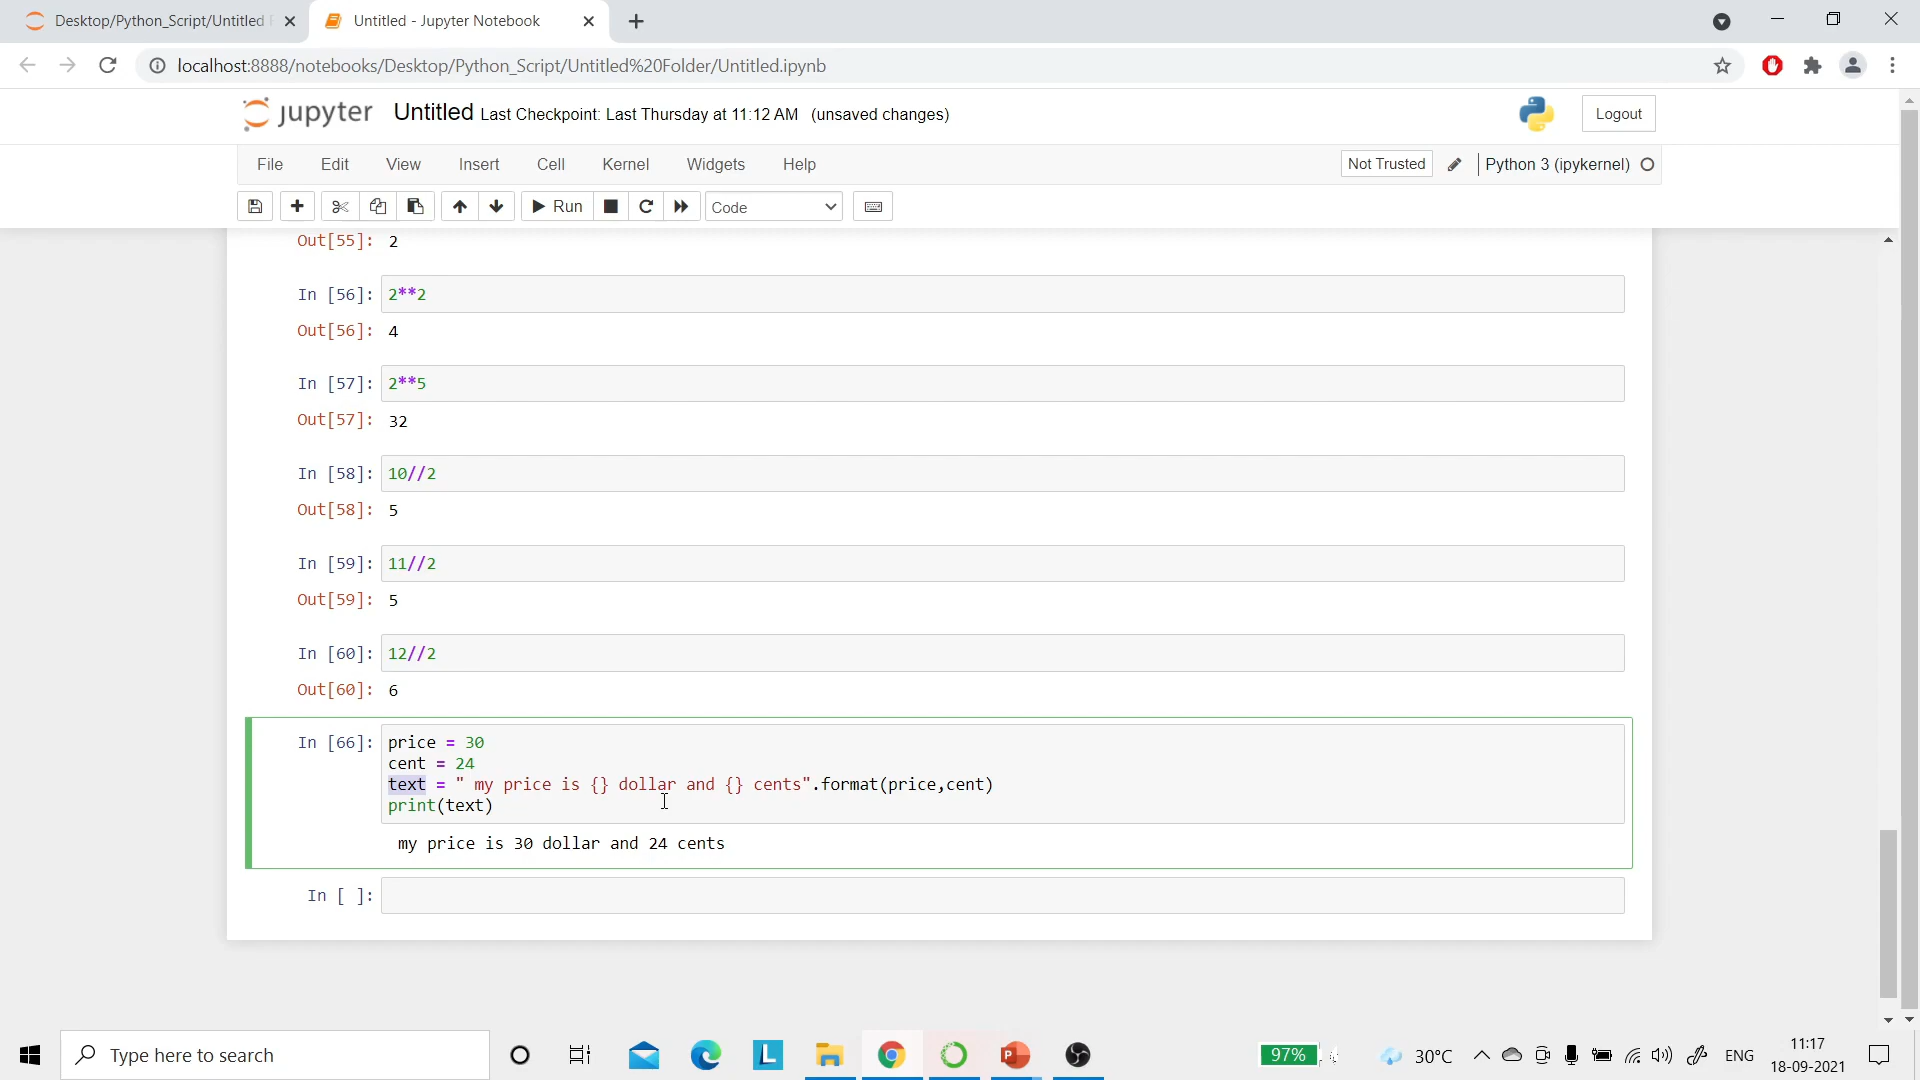 Desktop/Python_Script/Untitled F
Untitled - Jupyter Notebook
localhost:8888/notebooks/Desktop/Python_Script/Untitled%20Folder/Untitled.ipynb
jupyter Untitled Last Checkpoint: Last Thursday at 11:12 AM (unsaved changes)
Logout
File Edit View Insert Cell Kernel Widgets Help
Not Trusted Python 3 (ipykernel)
Run Code
Out[55]: 2
In [56]: 2**2
Out[56]: 4
In [57]: 2**5
Out[57]: 32
In [58]: 10//2
Out[58]: 5
In [59]: 11//2
Out[59]: 5
In [60]: 12//2
Out[60]: 6
In [66]: price = 30
cent = 24
text = " my price is {} dollar and {} cents".format(price,cent)
print(text)
my price is 30 dollar and 24 cents
In [ ]:
Type here to search
L
P
97%
30°C
ENG
11:17
18-09-2021